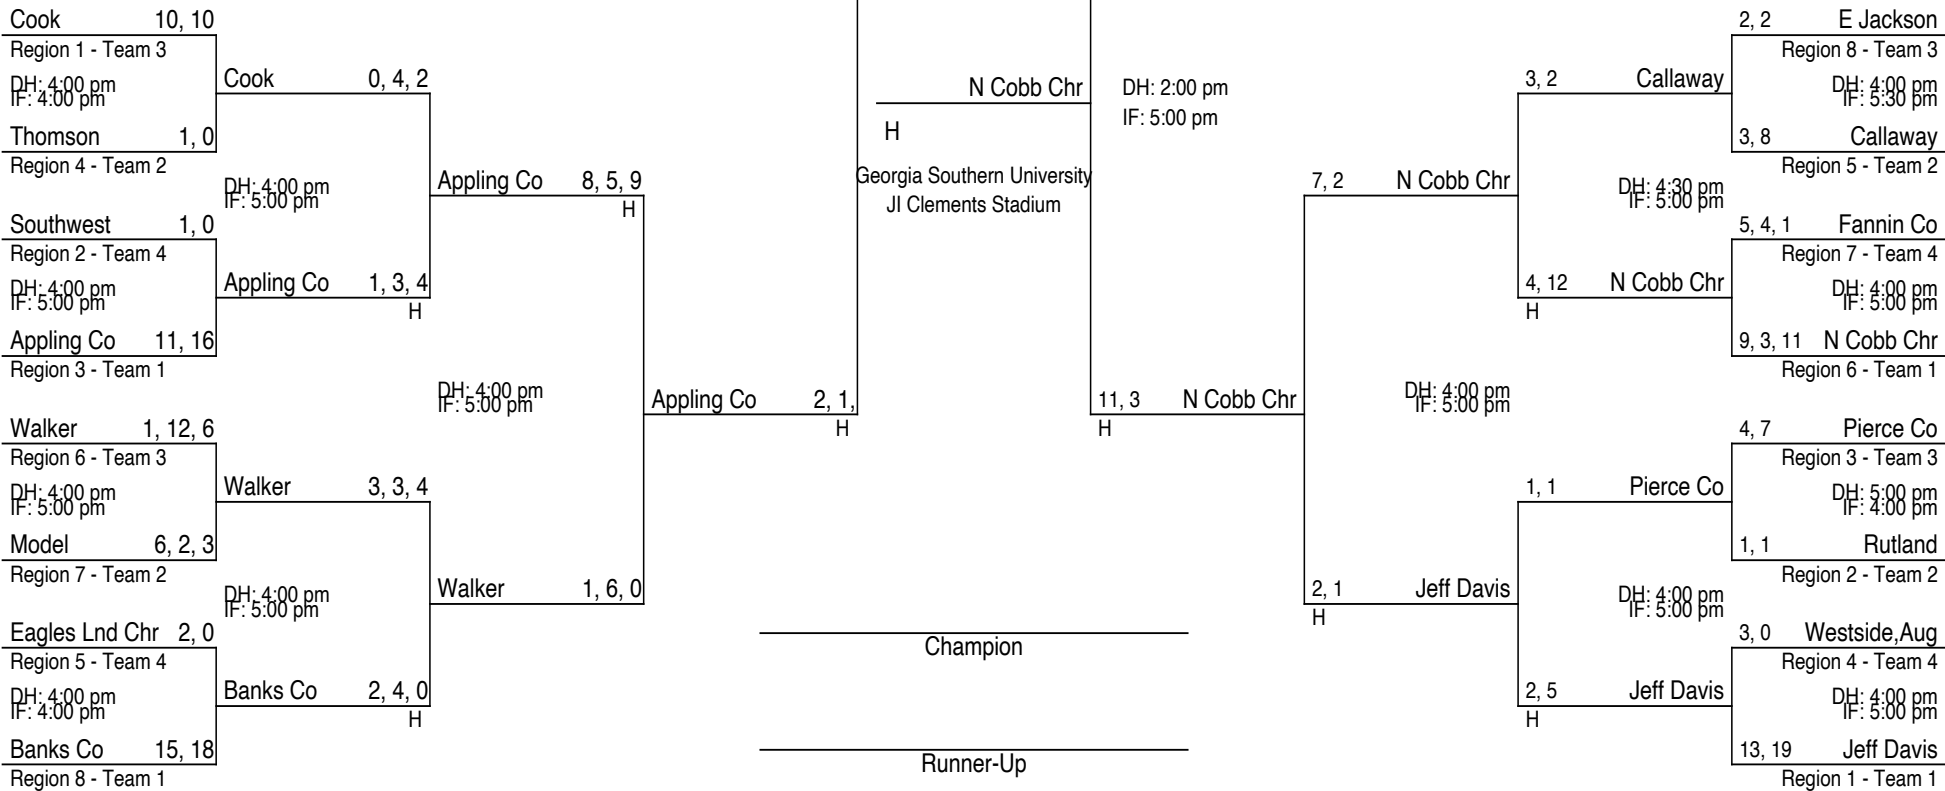 Cook 10, 10
Region 1 - Team 3
DH: 4:00 pm
IF: 4:00 pm
Thomson 1, 0
Region 4 - Team 2
Cook 0, 4, 2
DH: 4:00 pm
IF: 5:00 pm
Southwest 1, 0
Region 2 - Team 4
DH: 4:00 pm
IF: 5:00 pm
Appling Co 11, 16
Region 3 - Team 1
Appling Co 1, 3, 4
H
Appling Co 8, 5, 9
H
DH: 4:00 pm
IF: 5:00 pm
Walker 1, 12, 6
Region 6 - Team 3
DH: 4:00 pm
IF: 5:00 pm
Model 6, 2, 3
Region 7 - Team 2
Walker 3, 3, 4
DH: 4:00 pm
IF: 5:00 pm
Eagles Lnd Chr 2, 0
Region 5 - Team 4
DH: 4:00 pm
IF: 4:00 pm
Banks Co 15, 18
Region 8 - Team 1
Banks Co 2, 4, 0
H
Walker 1, 6, 0
Appling Co 2, 1,
H
N Cobb Chr
H
DH: 2:00 pm
IF: 5:00 pm
Georgia Southern University
JI Clements Stadium
11, 3 N Cobb Chr
H
Champion
Runner-Up
7, 2 N Cobb Chr
DH: 4:00 pm
IF: 5:00 pm
2, 1 Jeff Davis
H
3, 2 Callaway
DH: 4:30 pm
IF: 5:00 pm
4, 12 N Cobb Chr
H
1, 1 Pierce Co
DH: 4:00 pm
IF: 5:00 pm
2, 5 Jeff Davis
H
2, 2 E Jackson
Region 8 - Team 3
DH: 4:00 pm
IF: 5:30 pm
3, 8 Callaway
Region 5 - Team 2
5, 4, 1 Fannin Co
Region 7 - Team 4
DH: 4:00 pm
IF: 5:00 pm
9, 3, 11 N Cobb Chr
Region 6 - Team 1
4, 7 Pierce Co
Region 3 - Team 3
DH: 5:00 pm
IF: 4:00 pm
1, 1 Rutland
Region 2 - Team 2
3, 0 Westside,Aug
Region 4 - Team 4
DH: 4:00 pm
IF: 5:00 pm
13, 19 Jeff Davis
Region 1 - Team 1